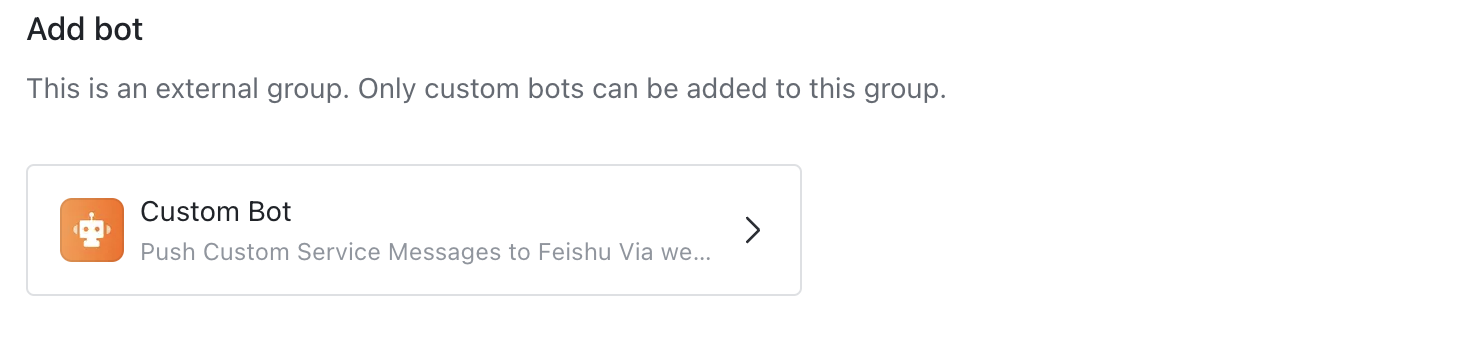 Add bot
This is an external group. Only custom bots can be added to this group.
Custom Bot
Push Custom Service Messages to Feishu Via we...